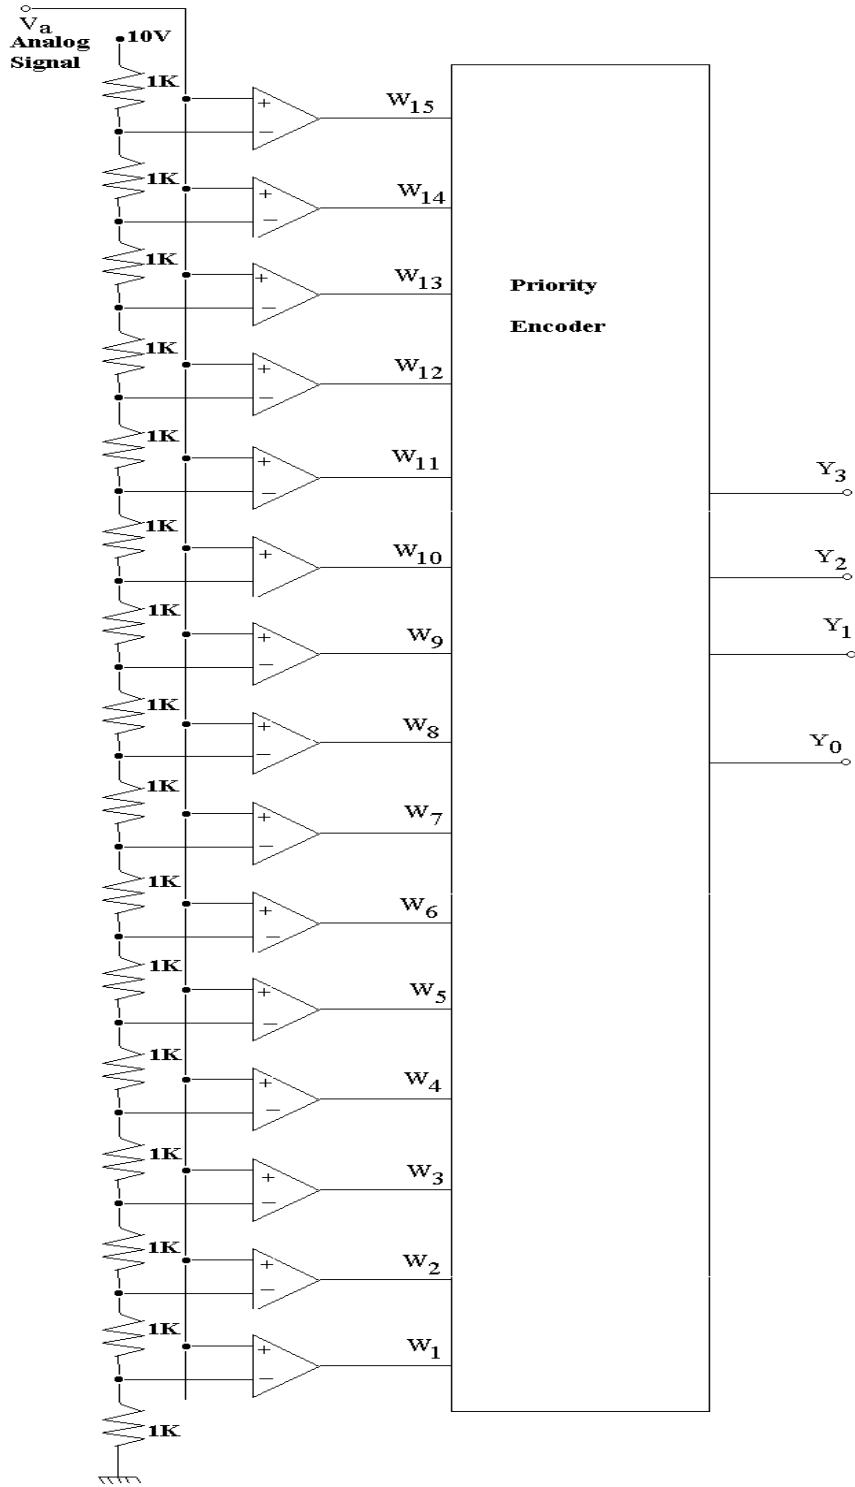 Va
Analog
Signal
10V
1K
+
−
W15
1K
+
−
W14
1K
+
−
W13
Priority
Encoder
1K
+
−
W12
1K
+
−
W11
Y3
1K
+
−
W10
Y2
1K
+
−
W9
Y1
1K
+
−
W8
Y0
1K
+
−
W7
1K
+
−
W6
1K
+
−
W5
1K
+
−
W4
1K
+
−
W3
1K
+
−
W2
1K
+
−
W1
1K